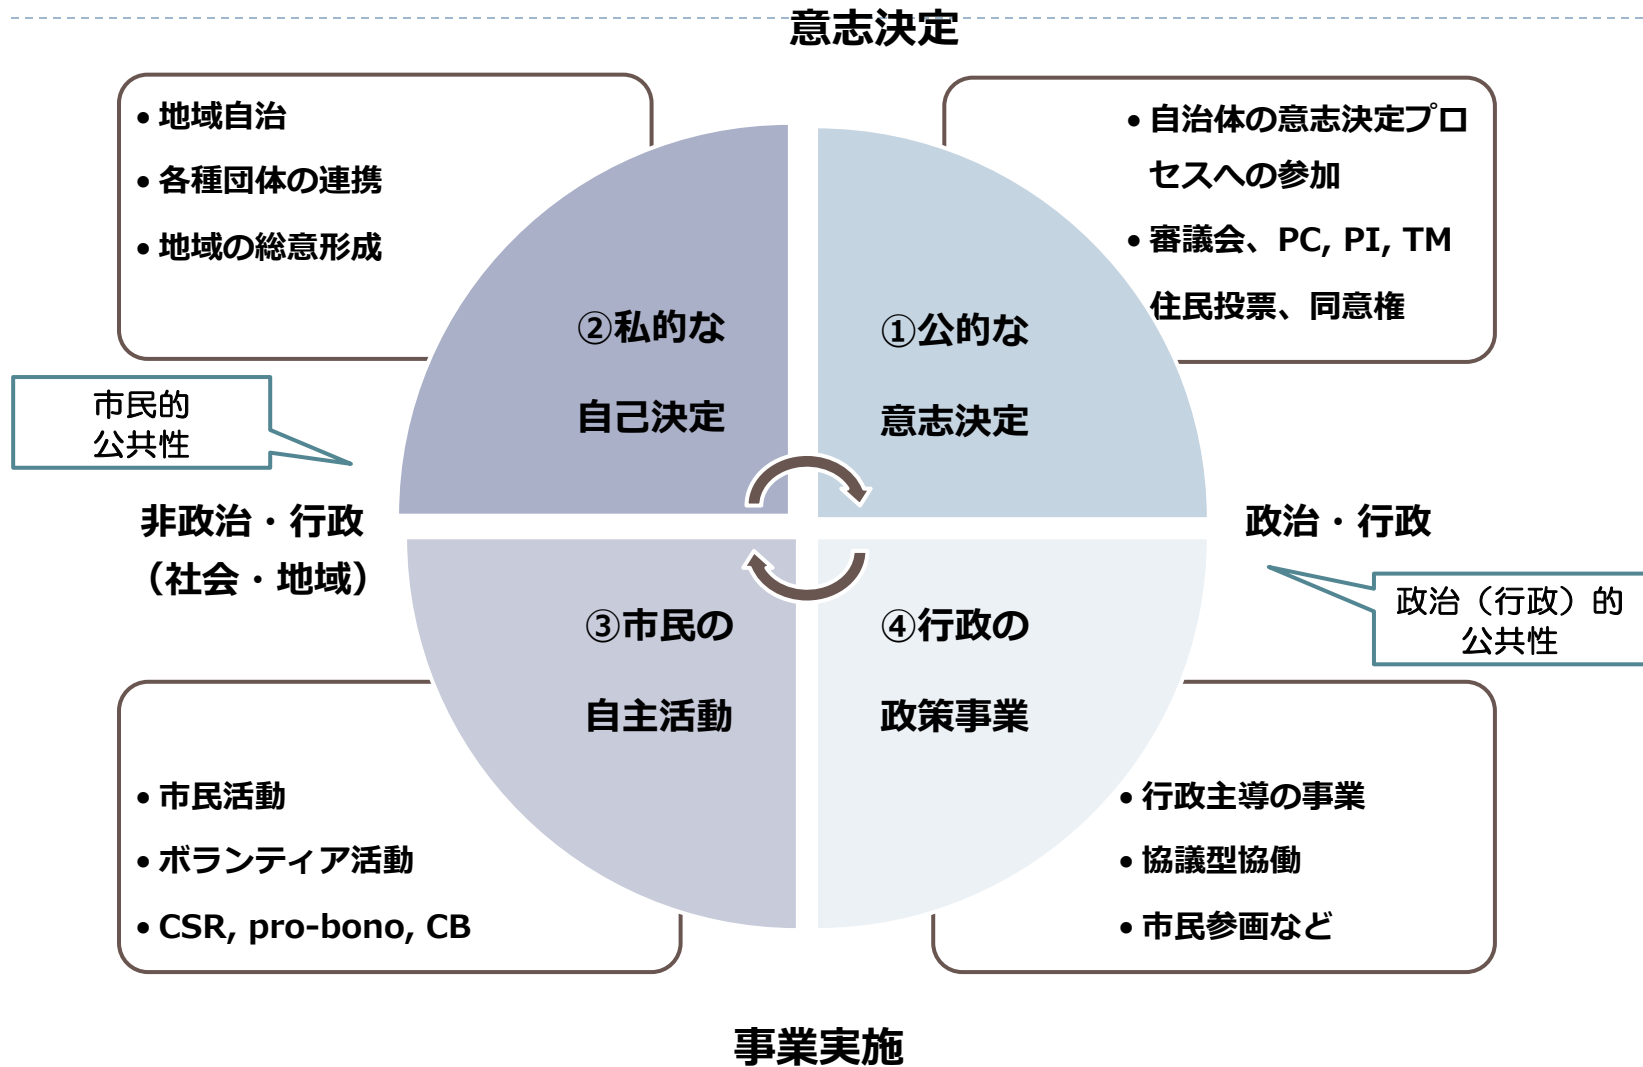 意志決定
• 地域自治
• 各種団体の連携
• 地域の総意形成
• 自治体の意志決定プロ
セスへの参加
• 審議会、PC, PI, TM
住民投票、同意権
②私的な
自己決定
①公的な
意志決定
市民的
公共性
非政治・行政
（社会・地域）
政治・行政
政治（行政）的
公共性
③市民の
自主活動
④行政の
政策事業
• 市民活動
• ボランティア活動
• CSR, pro-bono, CB
• 行政主導の事業
• 協議型協働
• 市民参画など
事業実施